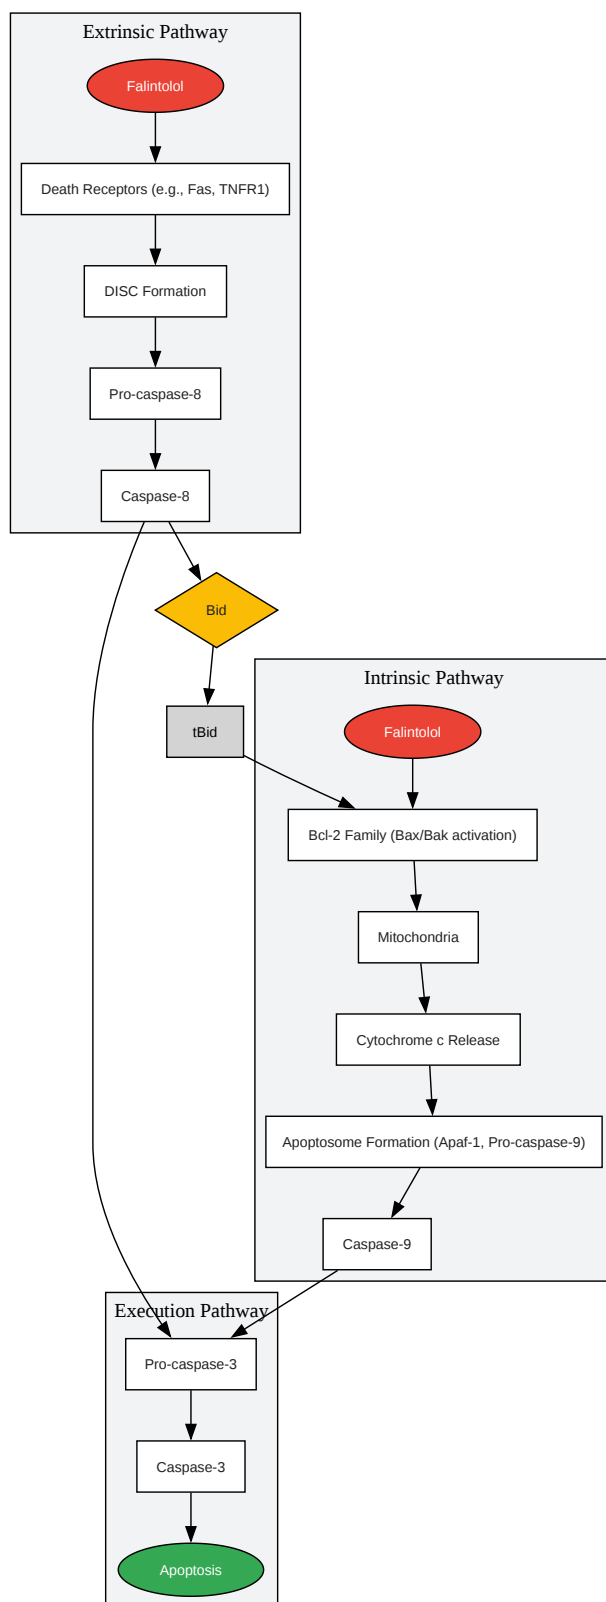 Extrinsic Pathway
Falintolol
Death Receptors (e.g., Fas, TNFR1)
DISC Formation
Pro-caspase-8
Caspase-8
Bid
tBid
Intrinsic Pathway
Falintolol
Bcl-2 Family (Bax/Bak activation)
Mitochondria
Cytochrome c Release
Apoptosome Formation (Apaf-1, Pro-caspase-9)
Caspase-9
Execution Pathway
Pro-caspase-3
Caspase-3
Apoptosis